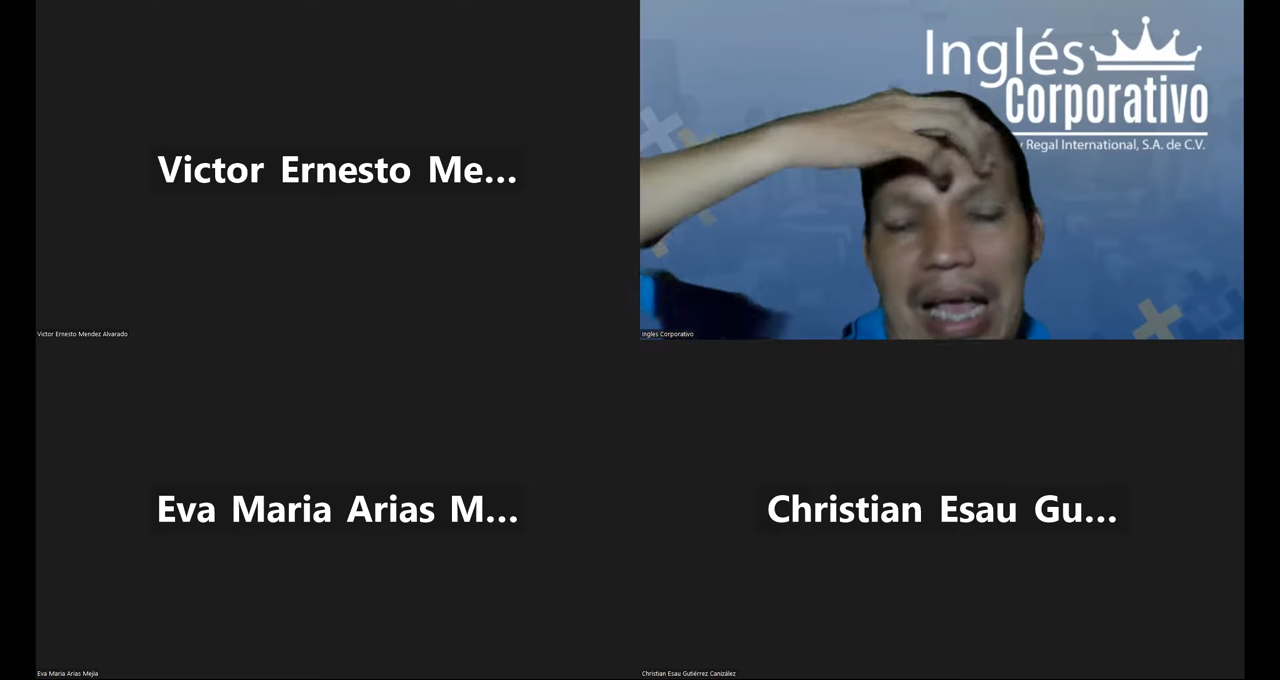 Victor Ernesto Me...
Victor Ernesto Mendez Alvarado
Inglés
Corporativo
y Regal International, S.A. de C.V.
Ingles Corporativo
Eva Maria Arias M...
Eva Maria Arias Mejia
Christian Esau Gu...
Christian Esau Gutiérrez Canizález